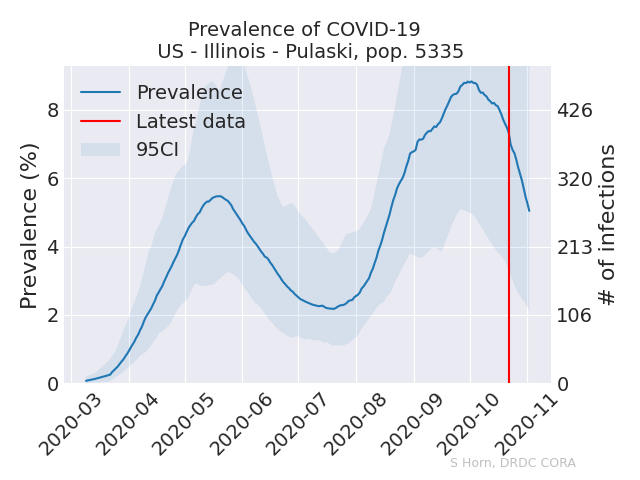 Prevalence of COVID-19
US - Illinois - Pulaski, pop. 5335
Prevalence
Latest data
95CI
Prevalence (%)
8
6
4
2
0
426
320
213
106
0
# of infections
2020-03
2020-04
2020-05
2020-06
2020-07
2020-08
2020-09
2020-10
2020-11
S Horn, DRDC CORA